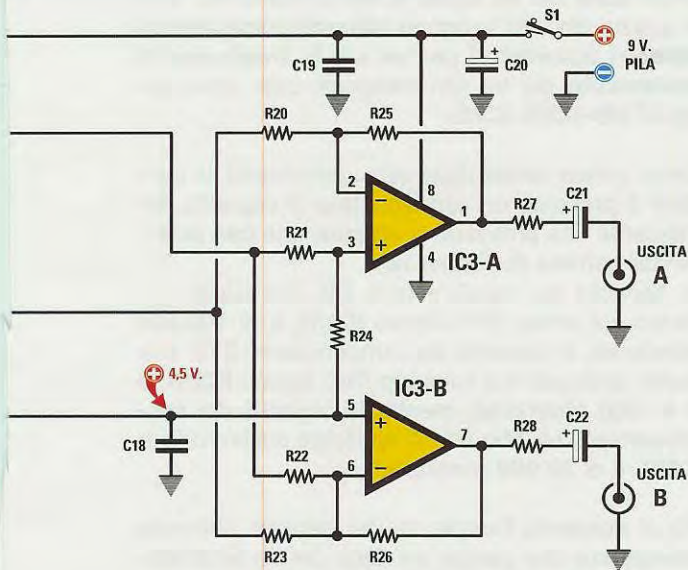 S1
+
9 V.
PILA
−
C19
+
C20
R20
R25
2
−
8
1
R27
+
C21
R21
3
+
4
IC3-A
USCITA
A
R24
+ 4,5 V.
IC3-B
C18
5
+
7
R28
+
C22
R22
6
−
USCITA
B
R23
R26